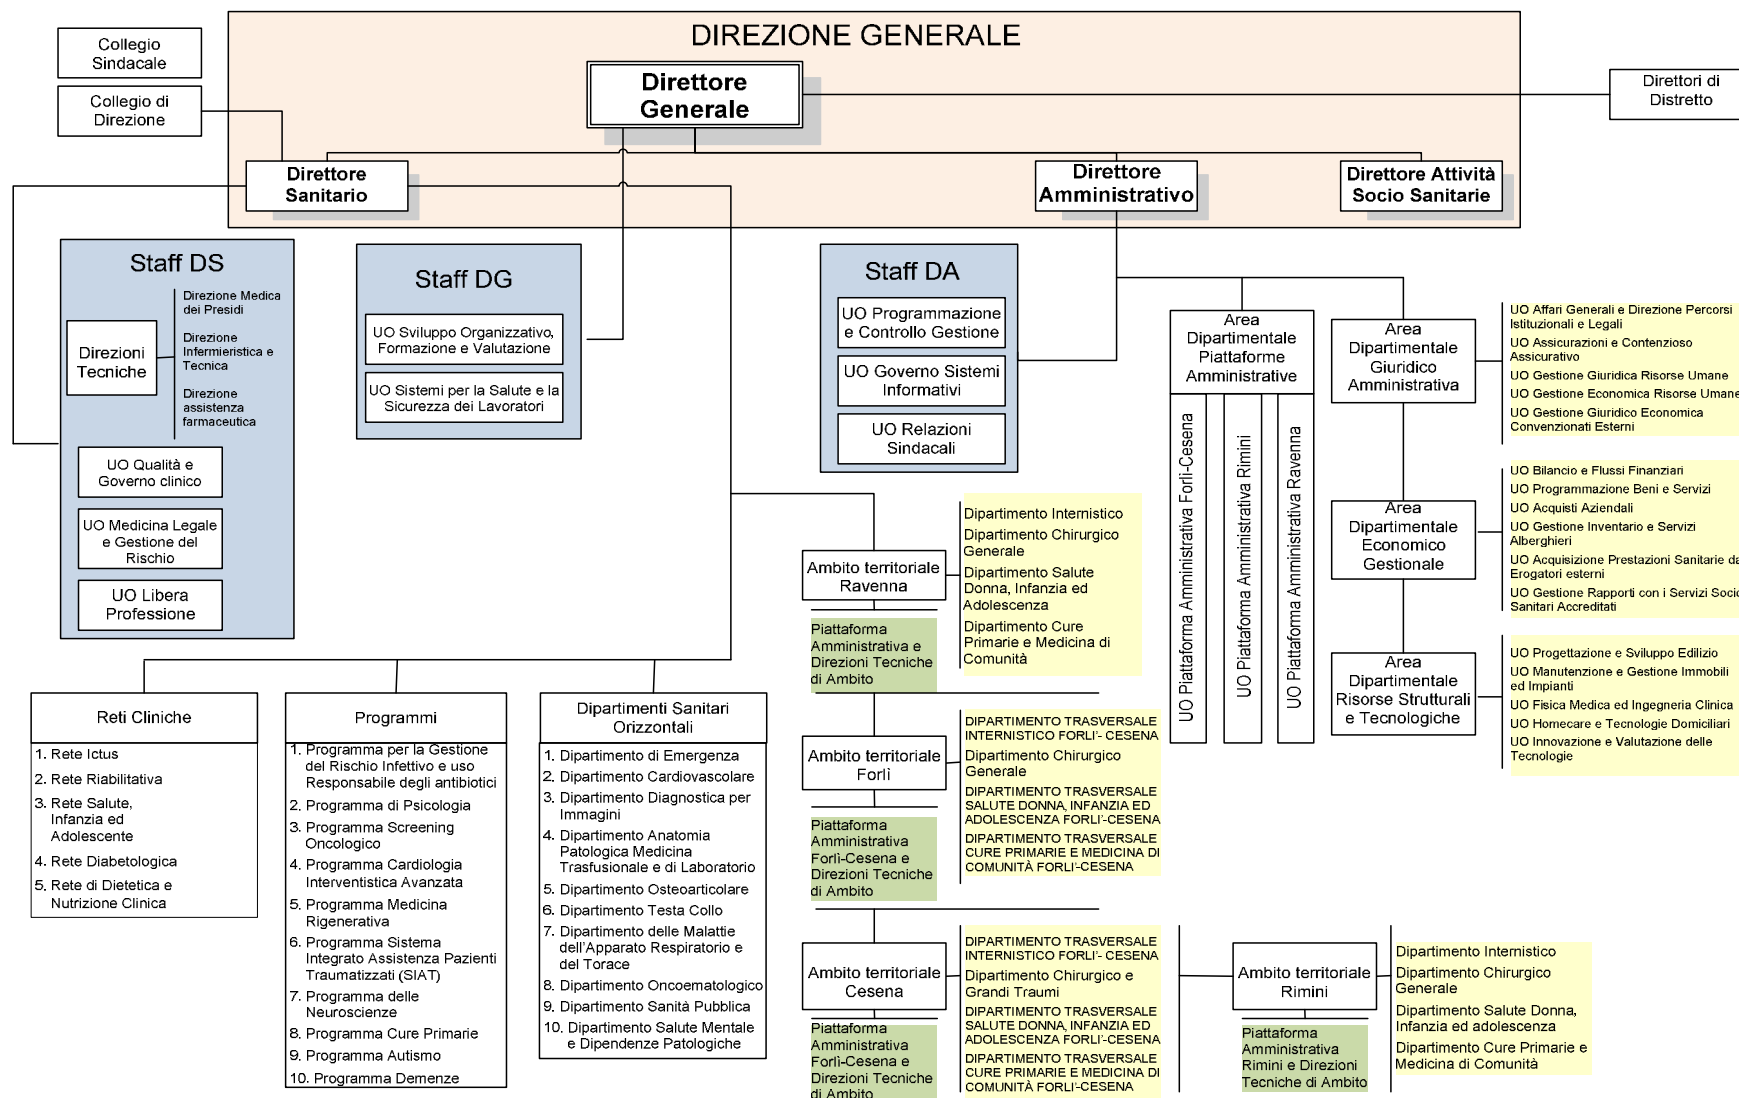 DIREZIONE GENERALE
Collegio
Sindacale
Collegio di
Direzione
Direttore
Generale
Direttori di
Distretto
Direttore
Sanitario
Direttore
Amministrativo
Direttore Attività
Socio Sanitarie
Staff DS
Direzioni
Tecniche
Direzione Medica
dei Presidi
Direzione
Infermieristica e
Tecnica
Direzione
assistenza
farmaceutica
UO Qualità e
Governo clinico
UO Medicina Legale
e Gestione del
Rischio
UO Libera
Professione
Staff DG
UO Sviluppo Organizzativo,
Formazione e Valutazione
UO Sistemi per la Salute e la
Sicurezza dei Lavoratori
Staff DA
UO Programmazione
e Controllo Gestione
UO Governo Sistemi
Informativi
UO Relazioni
Sindacali
Area
Dipartimentale
Piattaforme
Amministrative
UO Piattaforma Amministrativa Forlì-Cesena
UO Piattaforma Amministrativa Rimini
UO Piattaforma Amministrativa Ravenna
Area
Dipartimentale
Giuridico
Amministrativa
UO Affari Generali e Direzione Percorsi
Istituzionali e Legali
UO Assicurazioni e Contenzioso
Assicurativo
UO Gestione Giuridica Risorse Umane
UO Gestione Economica Risorse Umane
UO Gestione Giuridico Economica
Convenzionati Esterni
Area
Dipartimentale
Economico
Gestionale
UO Bilancio e Flussi Finanziari
UO Programmazione Beni e Servizi
UO Acquisti Aziendali
UO Gestione Inventario e Servizi
Alberghieri
UO Acquisizione Prestazioni Sanitarie da
Erogatori esterni
UO Gestione Rapporti con i Servizi Socio
Sanitari Accreditati
Area
Dipartimentale
Risorse Strutturali
e Tecnologiche
UO Progettazione e Sviluppo Edilizio
UO Manutenzione e Gestione Immobili
ed Impianti
UO Fisica Medica ed Ingegneria Clinica
UO Homecare e Tecnologie Domiciliari
UO Innovazione e Valutazione delle
Tecnologie
Reti Cliniche
1. Rete Ictus
2. Rete Riabilitativa
3. Rete Salute,
Infanzia ed
Adolescente
4. Rete Diabetologica
5. Rete di Dietetica e
Nutrizione Clinica
Programmi
1. Programma per la Gestione
del Rischio Infettivo e uso
Responsabile degli antibiotici
2. Programma di Psicologia
3. Programma Screening
Oncologico
4. Programma Cardiologia
Interventistica Avanzata
5. Programma Medicina
Rigenerativa
6. Programma Sistema
Integrato Assistenza Pazienti
Traumatizzati (SIAT)
7. Programma delle
Neuroscienze
8. Programma Cure Primarie
9. Programma Autismo
10. Programma Demenze
Dipartimenti Sanitari
Orizzontali
1. Dipartimento di Emergenza
2. Dipartimento Cardiovascolare
3. Dipartimento Diagnostica per
Immagini
4. Dipartimento Anatomia
Patologica Medicina
Trasfusionale e di Laboratorio
5. Dipartimento Osteoarticolare
6. Dipartimento Testa Collo
7. Dipartimento delle Malattie
dell'Apparato Respiratorio e
del Torace
8. Dipartimento Oncoematologico
9. Dipartimento Sanità Pubblica
10. Dipartimento Salute Mentale
e Dipendenze Patologiche
Ambito territoriale
Ravenna
Dipartimento Internistico
Dipartimento Chirurgico
Generale
Dipartimento Salute
Donna, Infanzia ed
Adolescenza
Dipartimento Cure
Primarie e Medicina di
Comunità
Piattaforma
Amministrativa e
Direzioni Tecniche
di Ambito
Ambito territoriale
Forlì
DIPARTIMENTO TRASVERSALE
INTERNISTICO FORLI'- CESENA
Dipartimento Chirurgico
Generale
DIPARTIMENTO TRASVERSALE
SALUTE DONNA, INFANZIA ED
ADOLESCENZA FORLI'-CESENA
DIPARTIMENTO TRASVERSALE
CURE PRIMARIE E MEDICINA DI
COMUNITÀ FORLI'-CESENA
Piattaforma
Amministrativa
Forlì-Cesena e
Direzioni Tecniche
di Ambito
Ambito territoriale
Cesena
DIPARTIMENTO TRASVERSALE
INTERNISTICO FORLI'- CESENA
Dipartimento Chirurgico e
Grandi Traumi
DIPARTIMENTO TRASVERSALE
SALUTE DONNA, INFANZIA ED
ADOLESCENZA FORLI'-CESENA
DIPARTIMENTO TRASVERSALE
CURE PRIMARIE E MEDICINA DI
COMUNITÀ FORLI'-CESENA
Piattaforma
Amministrativa
Forlì-Cesena e
Direzioni Tecniche
di Ambito
Ambito territoriale
Rimini
Dipartimento Internistico
Dipartimento Chirurgico
Generale
Dipartimento Salute Donna,
Infanzia ed adolescenza
Dipartimento Cure Primarie e
Medicina di Comunità
Piattaforma
Amministrativa
Rimini e Direzioni
Tecniche di Ambito